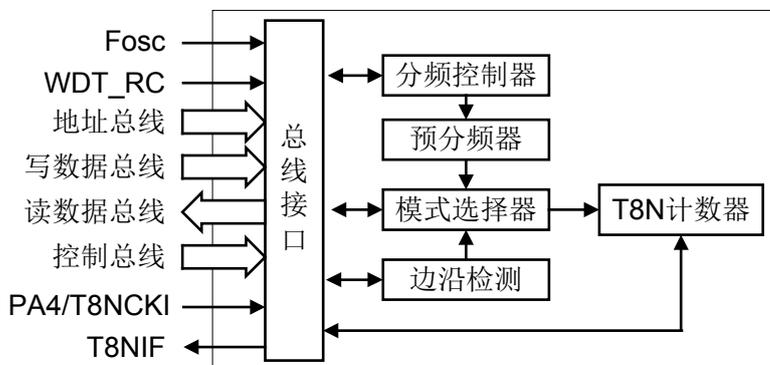 Fosc
WDT_RC
地址总线
写数据总线
读数据总线
控制总线
PA4/T8NCKI
T8NIF
总线接口
分频控制器
预分频器
模式选择器
边沿检测
T8N计数器